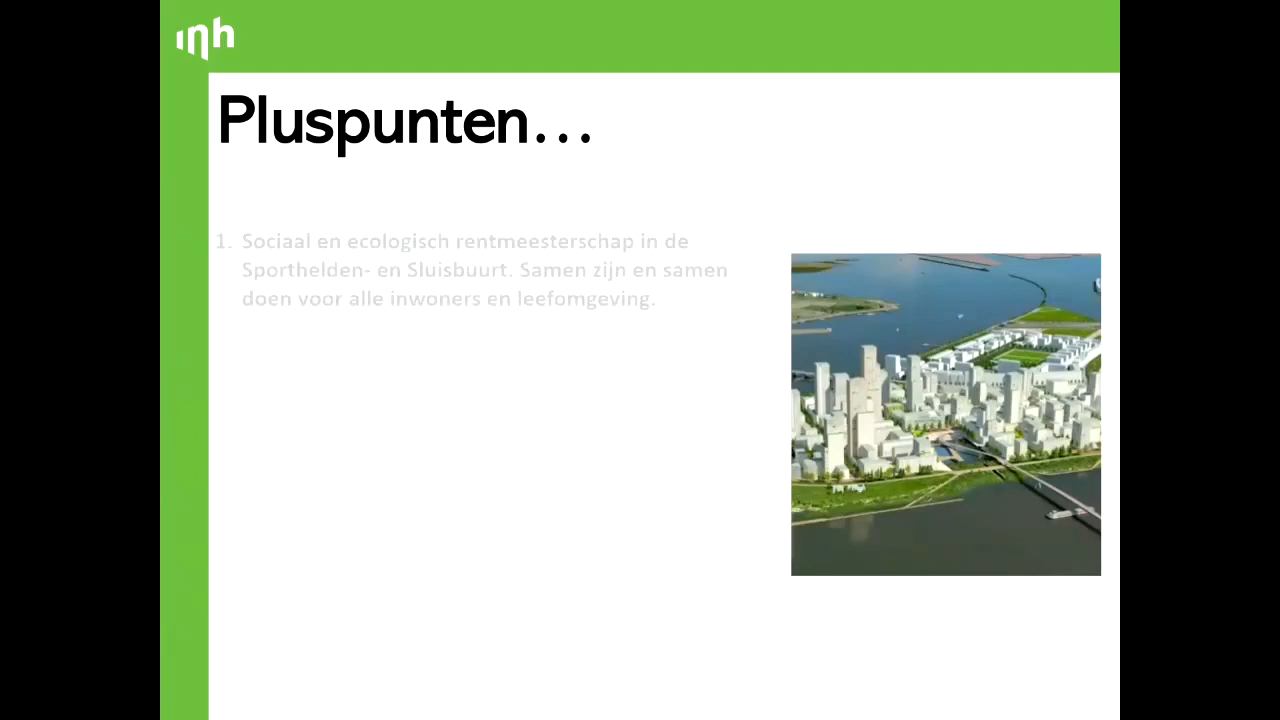 inh
Pluspunten...
1. Sociaal en ecologisch rentmeesterschap in de
Sporthelden- en Sluisbuurt. Samen zijn en samen
doen voor alle inwoners en leefomgeving.